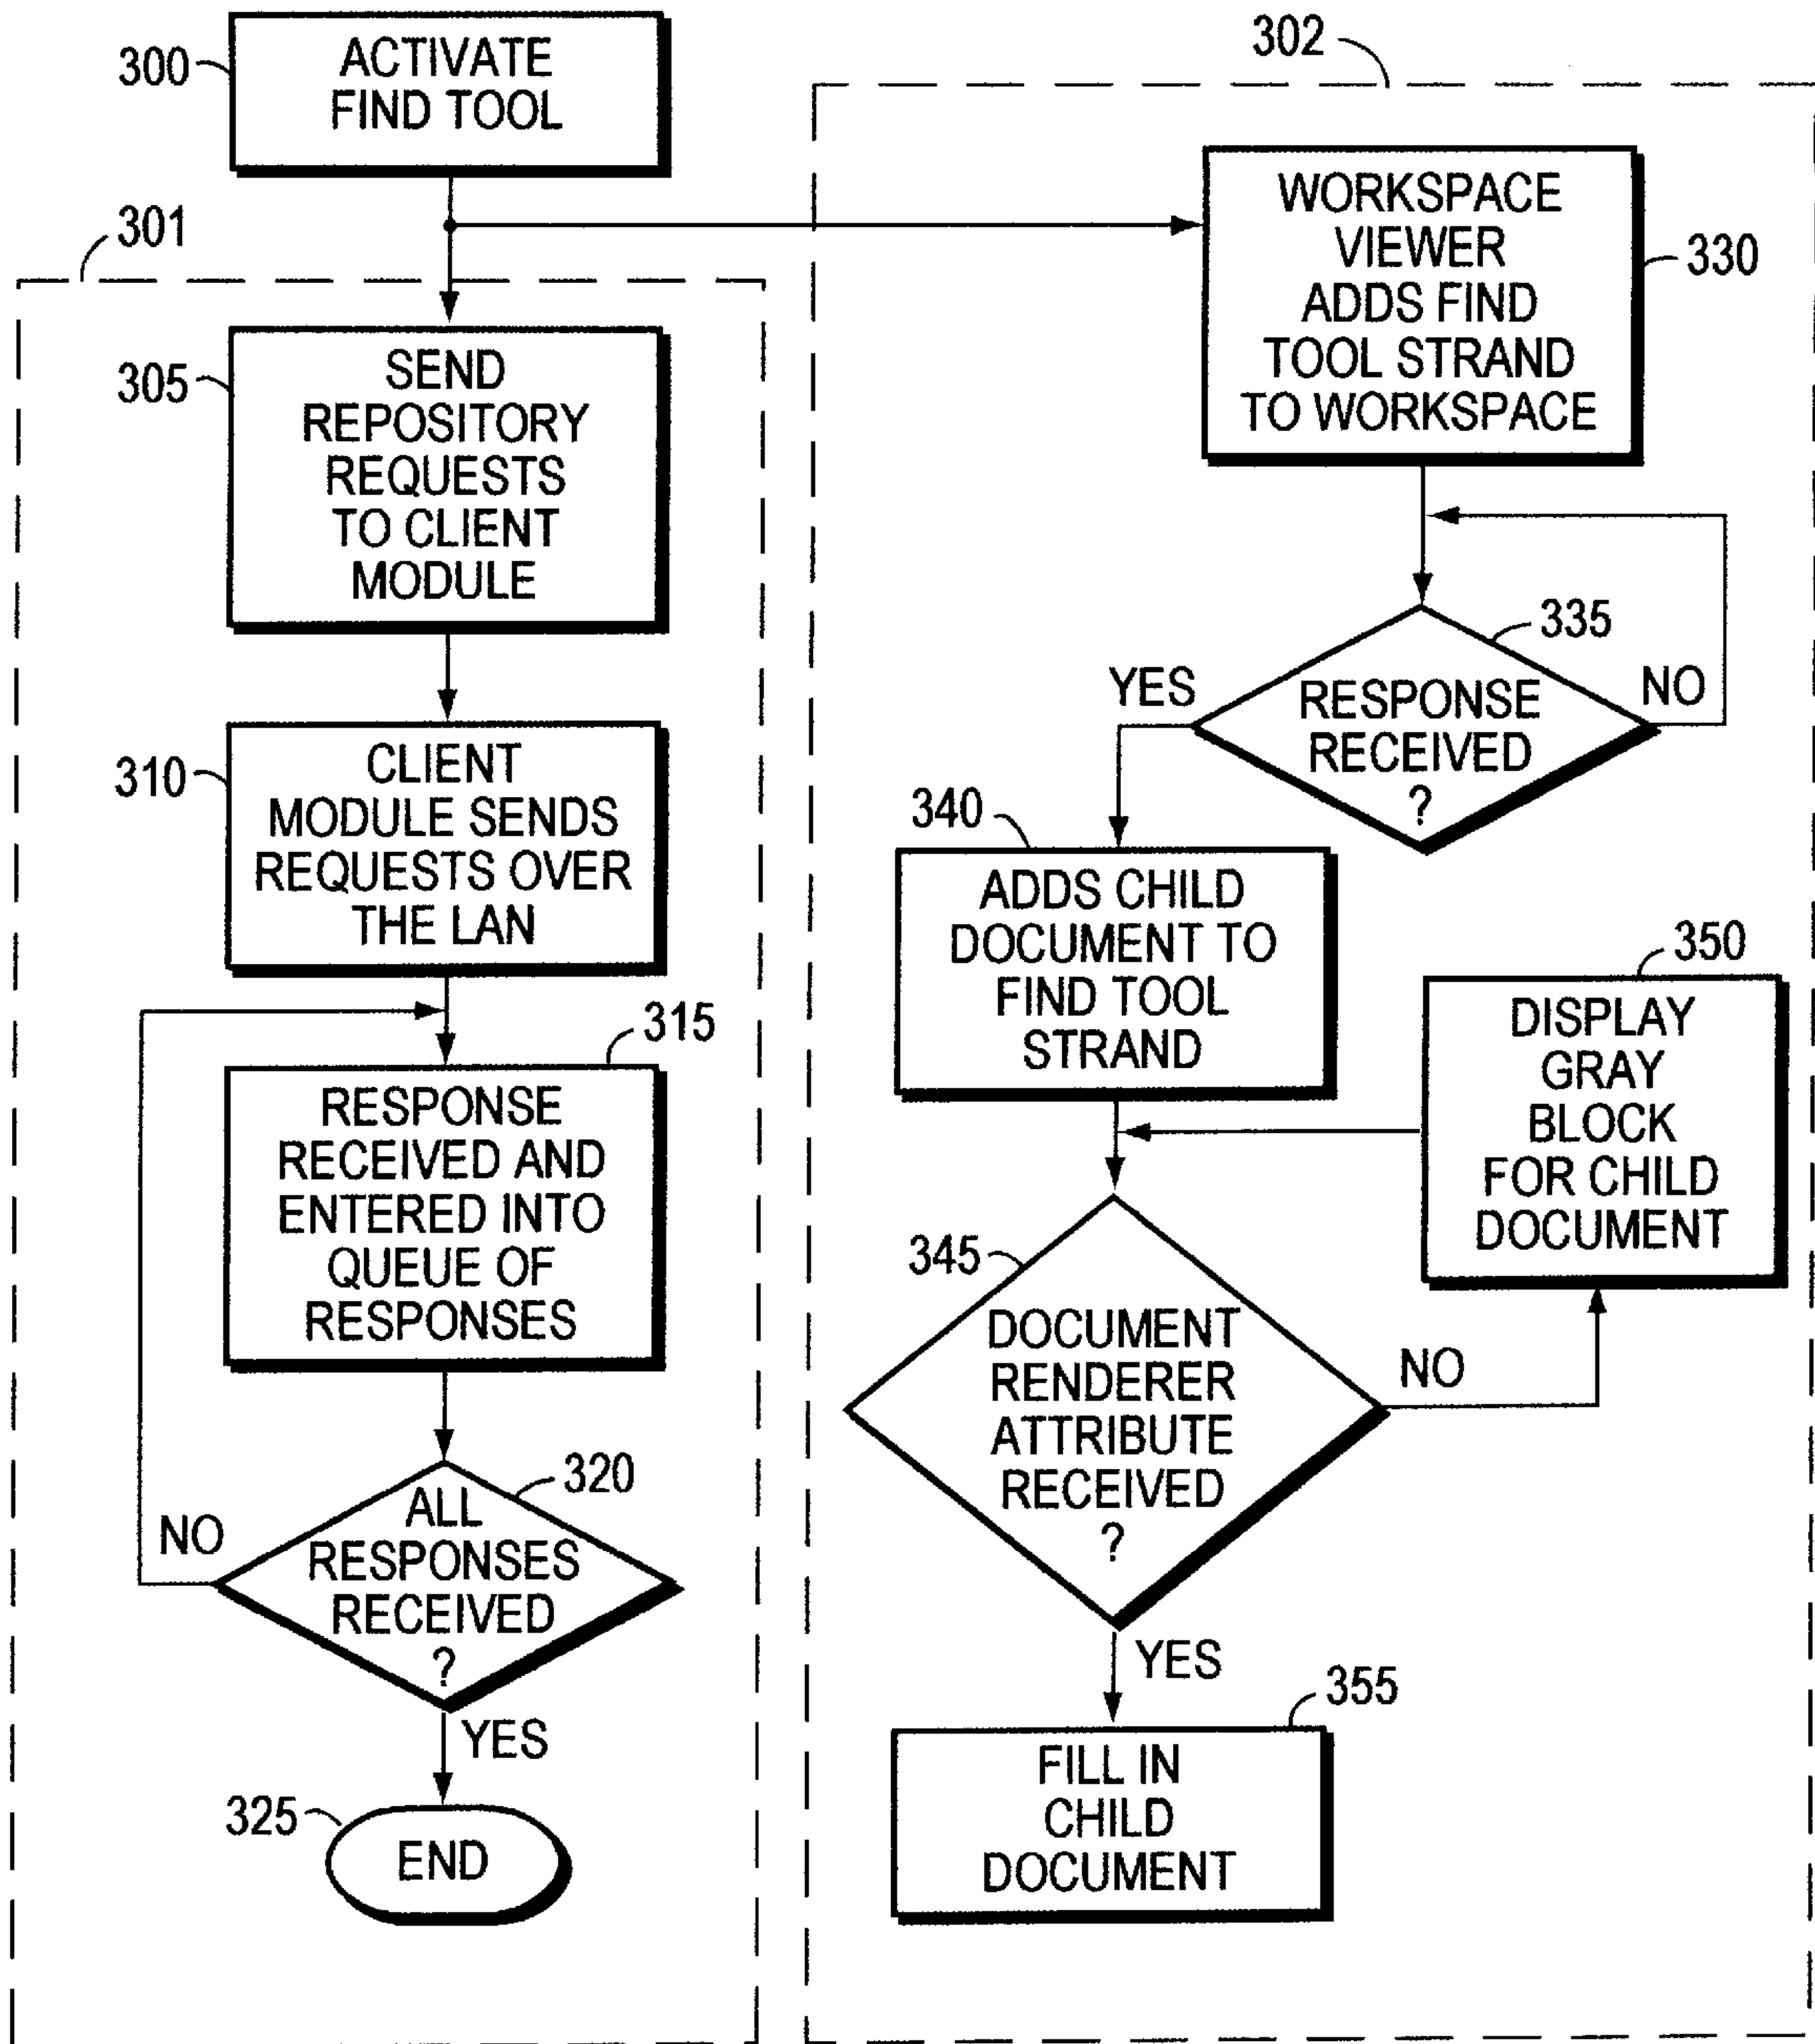 300
ACTIVATE
FIND TOOL
301
305
SEND
REPOSITORY
REQUESTS
TO CLIENT
MODULE
310
CLIENT
MODULE SENDS
REQUESTS OVER
THE LAN
315
RESPONSE
RECEIVED AND
ENTERED INTO
QUEUE OF
RESPONSES
320
ALL
RESPONSES
RECEIVED
?
NO
YES
325
END
302
330
WORKSPACE
VIEWER
ADDS FIND
TOOL STRAND
TO WORKSPACE
335
RESPONSE
RECEIVED
?
YES
NO
340
ADDS CHILD
DOCUMENT TO
FIND TOOL
STRAND
350
DISPLAY
GRAY
BLOCK
FOR CHILD
DOCUMENT
345
DOCUMENT
RENDERER
ATTRIBUTE
RECEIVED
?
NO
YES
355
FILL IN
CHILD
DOCUMENT